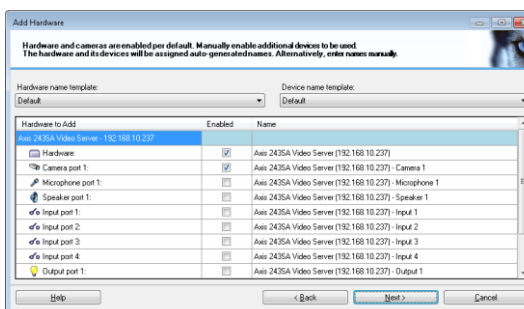 Add Hardware
Hardware and cameras are enabled per default. Manually enable additional devices to be used.
The hardware and its devices will be assigned auto-generated names. Alternatively, enter names manually.
Hardware name template:
Device name template:
Default
Default
Hardware to Add Enabled Name
Axis 243SA Video Server - 192.168.10.237
Hardware: Axis 243SA Video Server (192.168.10.237)
Camera port 1: Axis 243SA Video Server (192.168.10.237) - Camera 1
Microphone port 1: Axis 243SA Video Server (192.168.10.237) - Microphone 1
Speaker port 1: Axis 243SA Video Server (192.168.10.237) - Speaker 1
Input port 1: Axis 243SA Video Server (192.168.10.237) - Input 1
Input port 2: Axis 243SA Video Server (192.168.10.237) - Input 2
Input port 3: Axis 243SA Video Server (192.168.10.237) - Input 3
Input port 4: Axis 243SA Video Server (192.168.10.237) - Input 4
Output port 1: Axis 243SA Video Server (192.168.10.237) - Output 1
Help
< Back
Next >
Cancel